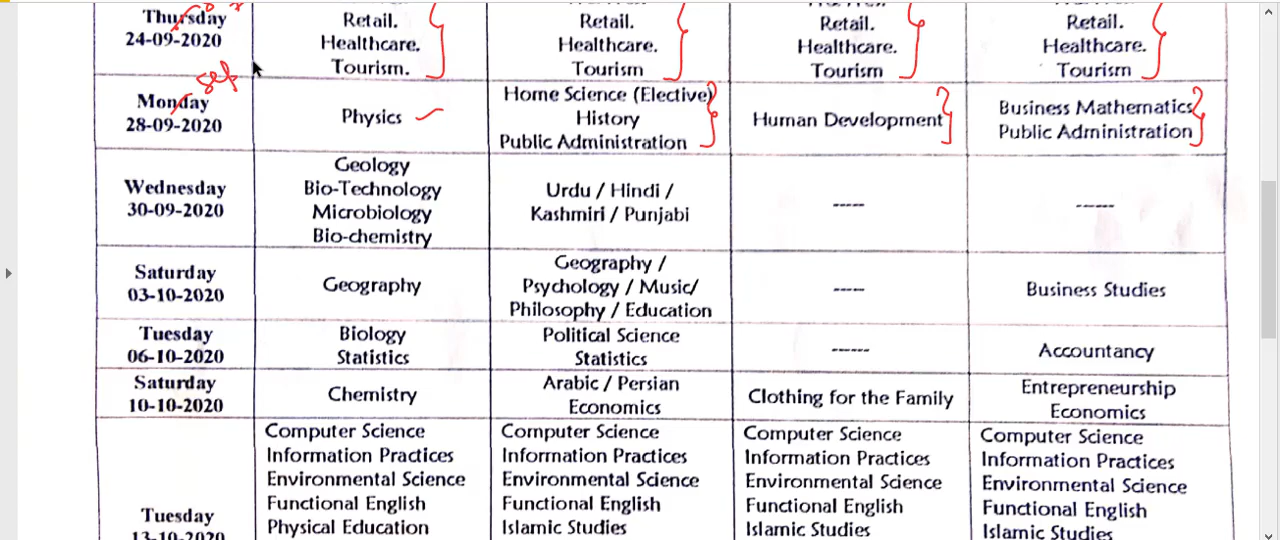 Thursday
24-09-2020
Retail.
Healthcare.
Tourism.
Retail.
Healthcare.
Tourism
Retail.
Healthcare.
Tourism
Retail.
Healthcare.
Tourism
Monday
28-09-2020
Physics
Home Science (Elective)
History
Public Administration
Human Development
Business Mathematics
Public Administration
Wednesday
30-09-2020
Geology
Bio-Technology
Microbiology
Bio-chemistry
Urdu / Hindi /
Kashmiri / Punjabi
-----
-----
Saturday
03-10-2020
Geography
Geography /
Psychology / Music/
Philosophy / Education
----
Business Studies
Tuesday
06-10-2020
Biology
Statistics
Political Science
Statistics
------
Accountancy
Saturday
10-10-2020
Chemistry
Arabic / Persian
Economics
Clothing for the Family
Entrepreneurship
Economics
Tuesday
13-10-2020
Computer Science
Information Practices
Environmental Science
Functional English
Physical Education
Computer Science
Information Practices
Environmental Science
Functional English
Islamic Studies
Computer Science
Information Practices
Environmental Science
Functional English
Islamic Studies
Computer Science
Information Practices
Environmental Science
Functional English
Islamic Studies